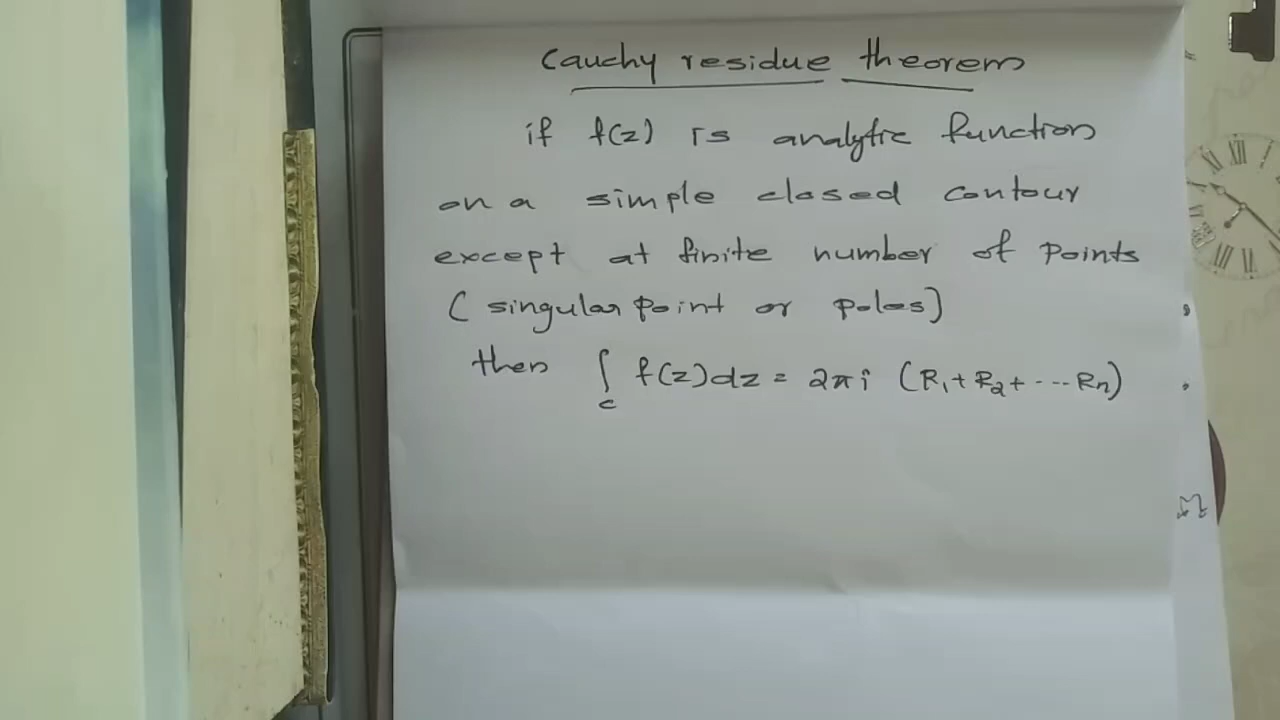 Cauchy residue theorem
if f(z) is analytic function
on a simple closed contour
except at finite number of points
(singular point or poles)
then ∫_c f(z)dz = 2πi (R₁+R₂+---Rn)